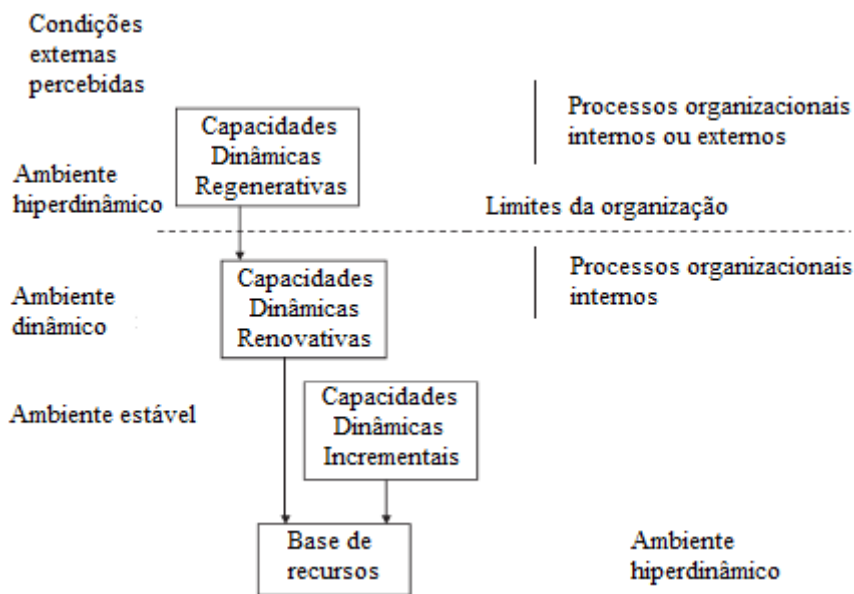 Condições
externas
percebidas
Processos organizacionais
internos ou externos
Capacidades
Dinâmicas
Regenerativas
Ambiente
hiperdinâmico
Limites da organização
Processos organizacionais
internos
Capacidades
Dinâmicas
Renovativas
Ambiente
dinâmico
Ambiente estável
Capacidades
Dinâmicas
Incrementais
Base de
recursos
Ambiente
hiperdinâmico